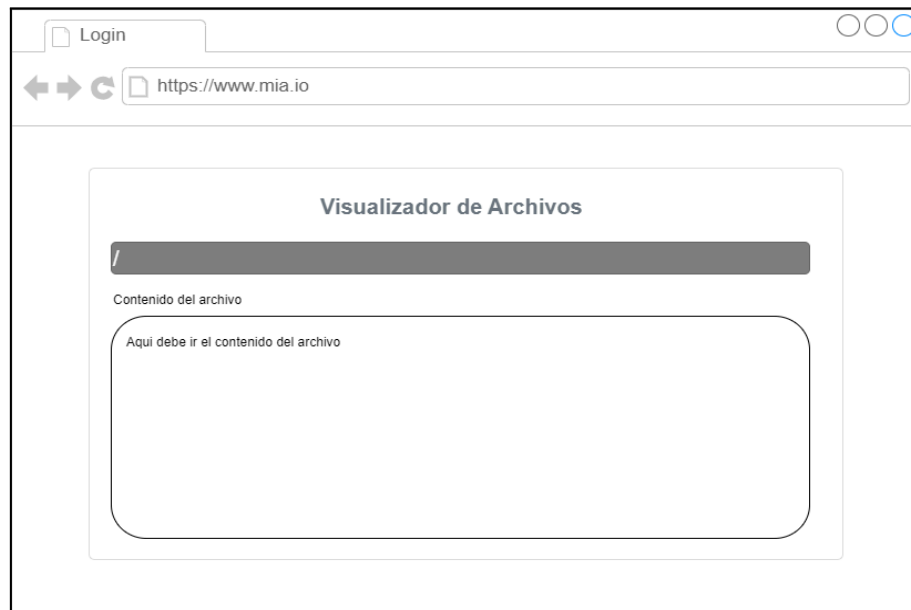 Login
https://www.mia.io
Visualizador de Archivos
/
Contenido del archivo
Aqui debe ir el contenido del archivo